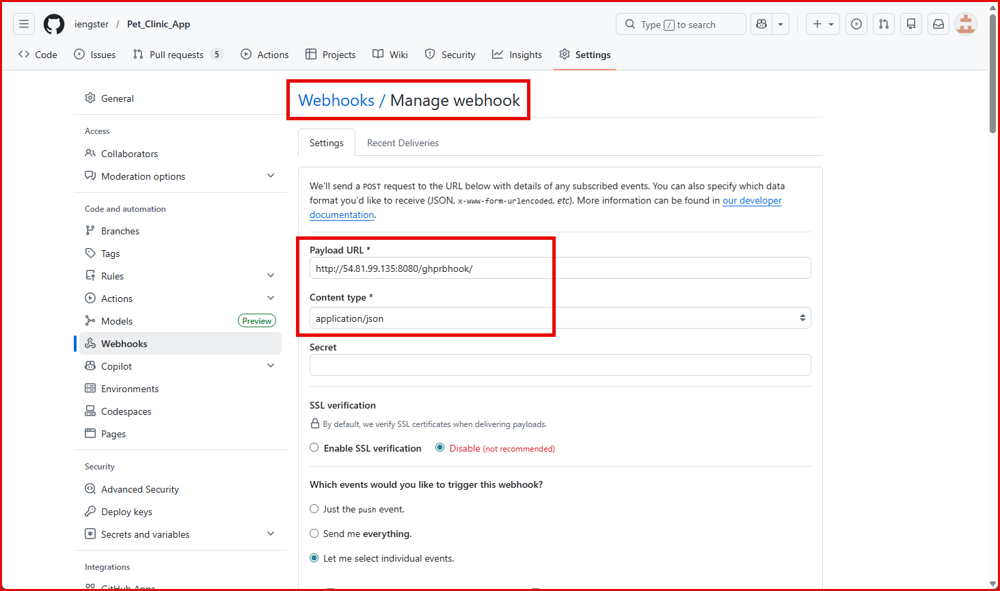 iengster / Pet_Clinic_App
Type / to search
Code
Issues
Pull requests 5
Actions
Projects
Wiki
Security
Insights
Settings
General
Access
Collaborators
Moderation options
Code and automation
Branches
Tags
Rules
Actions
Models Preview
Webhooks
Copilot
Environments
Codespaces
Pages
Security
Advanced Security
Deploy keys
Secrets and variables
Integrations
GitHub Apps
Webhooks / Manage webhook
Settings
Recent Deliveries
We'll send a POST request to the URL below with details of any subscribed events. You can also specify which data
format you'd like to receive (JSON, x-www-form-urlencoded, etc). More information can be found in our developer
documentation.
Payload URL *
http://54.81.99.135:8080/ghprbhook/
Content type *
application/json
Secret
SSL verification
By default, we verify SSL certificates when delivering payloads.
Enable SSL verification
Disable (not recommended)
Which events would you like to trigger this webhook?
Just the push event.
Send me everything.
Let me select individual events.